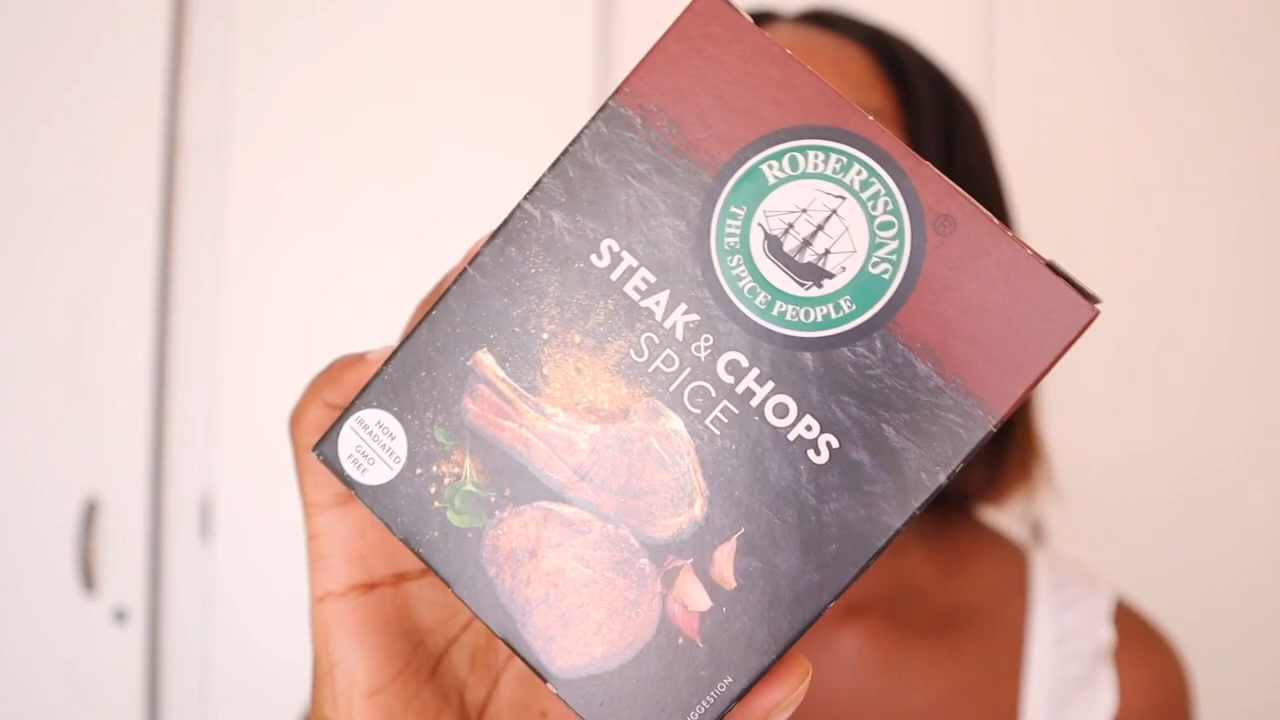 ROBERTSONS
®
THE SPICE PEOPLE
STEAK & CHOPS
SPICE
NON
IRRADIATED
GMO
FREE